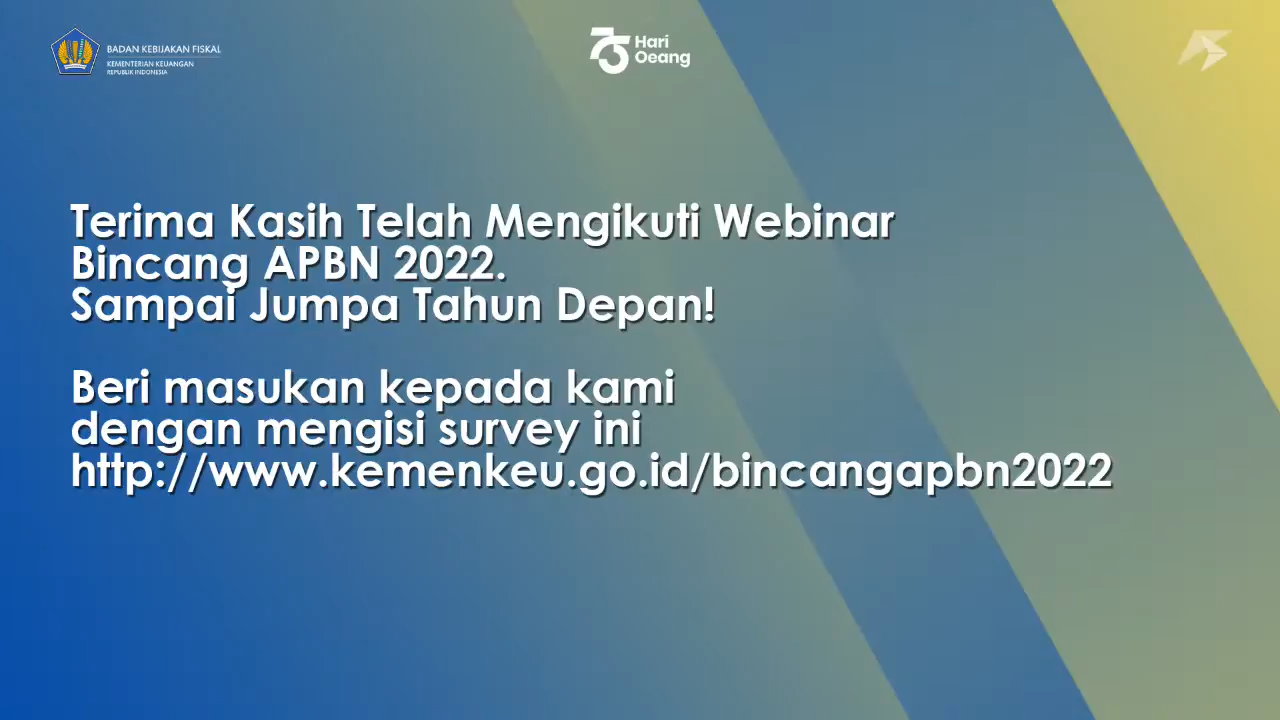 BADAN KEBIJAKAN FISKAL
KEMENTERIAN KEUANGAN
REPUBLIK INDONESIA
75 Hari
Oeang
Terima Kasih Telah Mengikuti Webinar
Bincang APBN 2022.
Sampai Jumpa Tahun Depan!
Beri masukan kepada kami
dengan mengisi survey ini
http://www.kemenkeu.go.id/bincangapbn2022